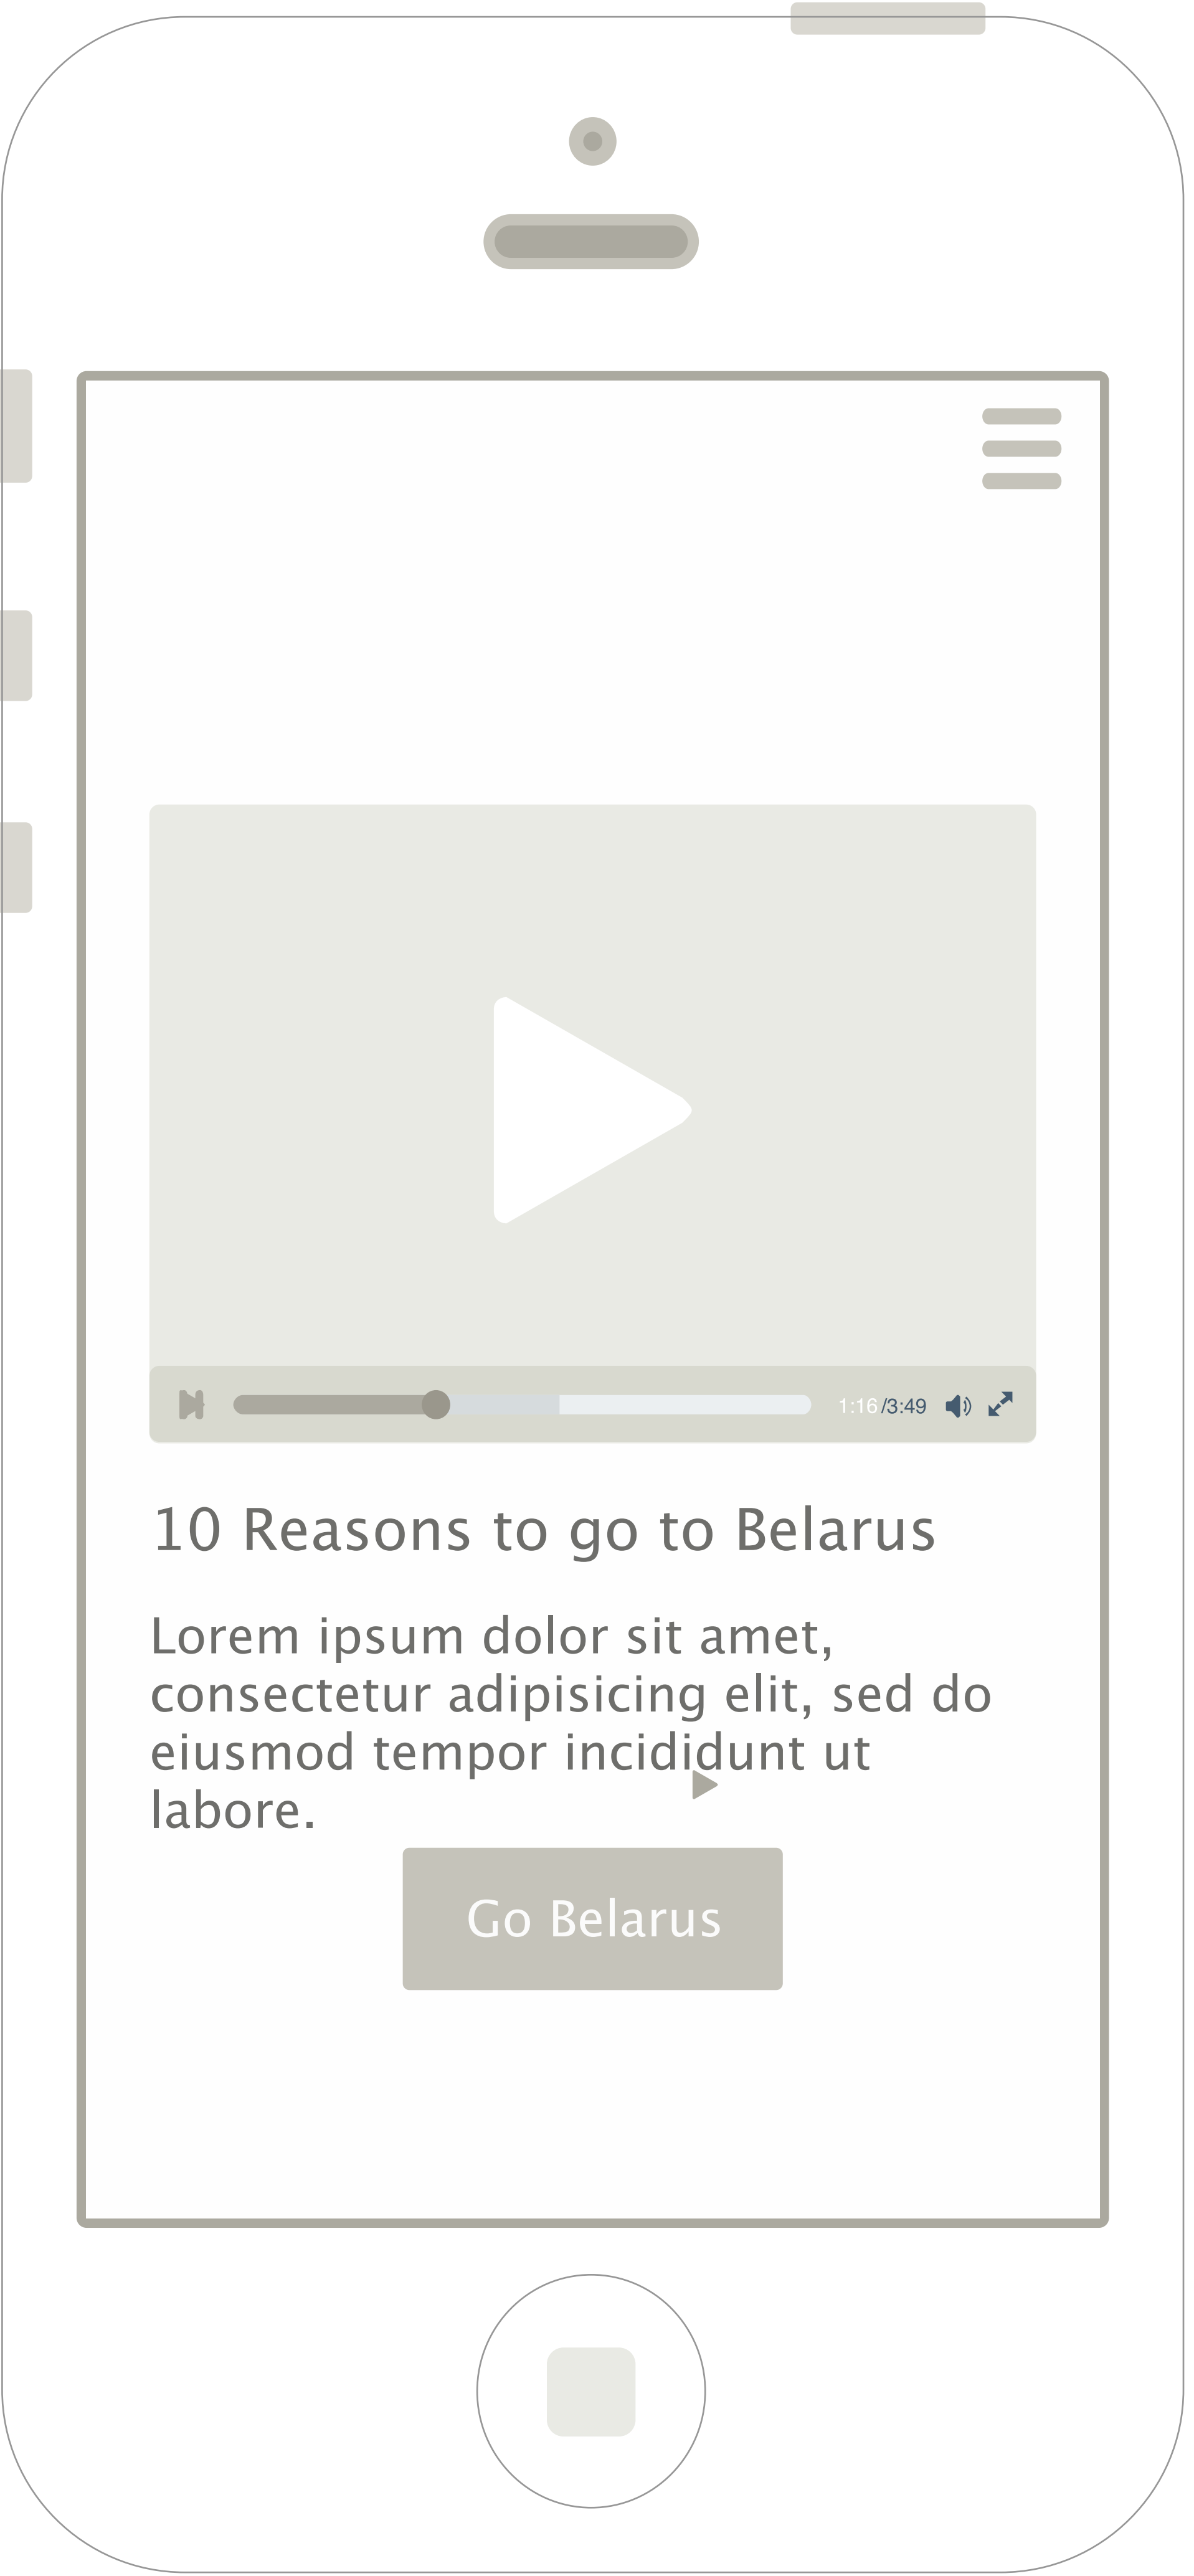 1:16/3:49
10 Reasons to go to Belarus
Lorem ipsum dolor sit amet,
consectetur adipisicing elit, sed do
eiusmod tempor incididunt ut
labore.
Go Belarus